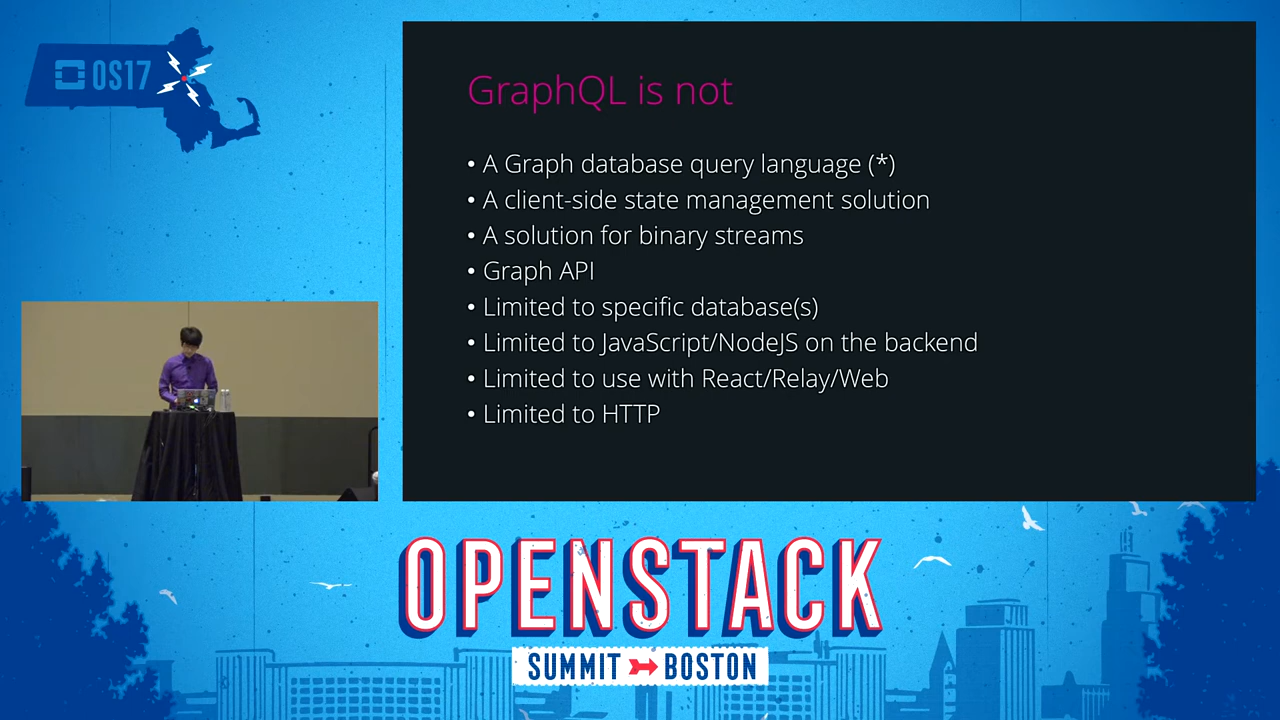 OS17
GraphQL is not
• A Graph database query language (*)
• A client-side state management solution
• A solution for binary streams
• Graph API
• Limited to specific database(s)
• Limited to JavaScript/NodeJS on the backend
• Limited to use with React/Relay/Web
• Limited to HTTP
OPENSTACK
SUMMIT BOSTON